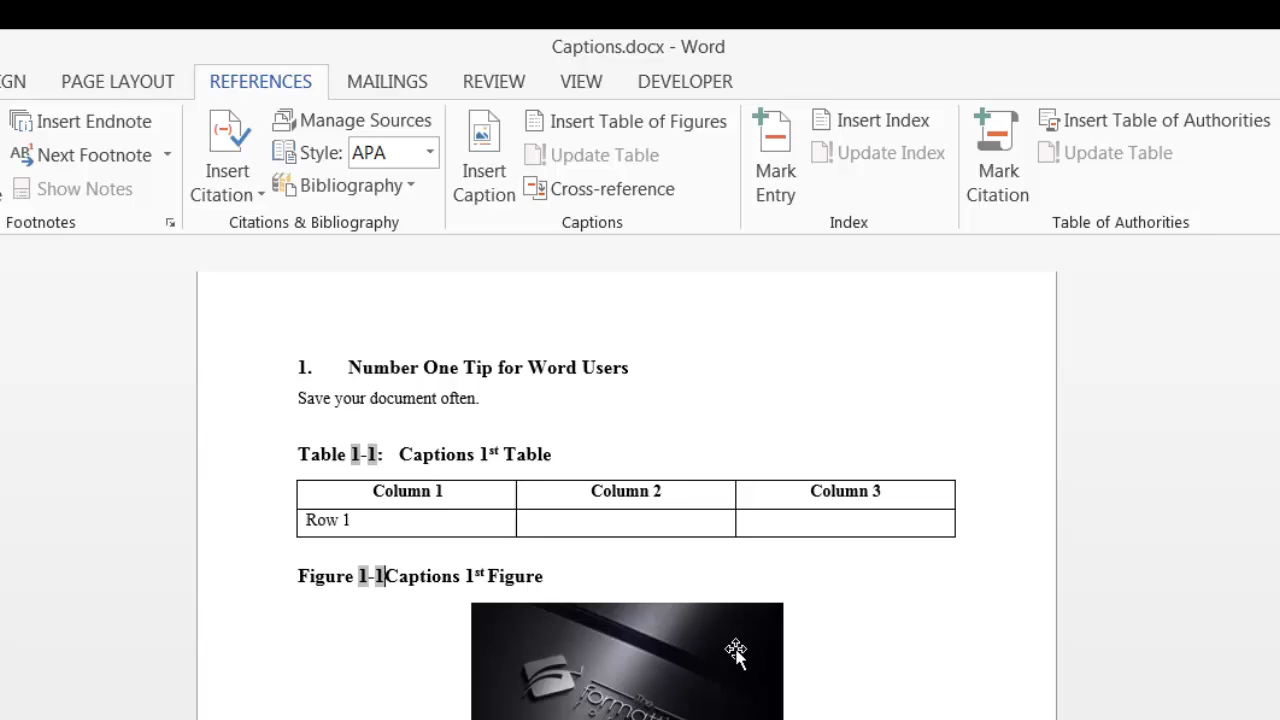 Captions.docx - Word
GN PAGE LAYOUT REFERENCES MAILINGS REVIEW VIEW DEVELOPER
Insert Endnote
Next Footnote
Show Notes
Footnotes
Insert Citation
Manage Sources
Style: APA
Bibliography
Citations & Bibliography
Insert Caption
Insert Table of Figures
Update Table
Cross-reference
Captions
Mark Entry
Insert Index
Update Index
Index
Mark Citation
Insert Table of Authorities
Update Table
Table of Authorities
1. Number One Tip for Word Users
Save your document often.
Table 1-1: Captions 1st Table
Column 1 Column 2 Column 3
Row 1
Figure 1-1Captions 1st Figure
The